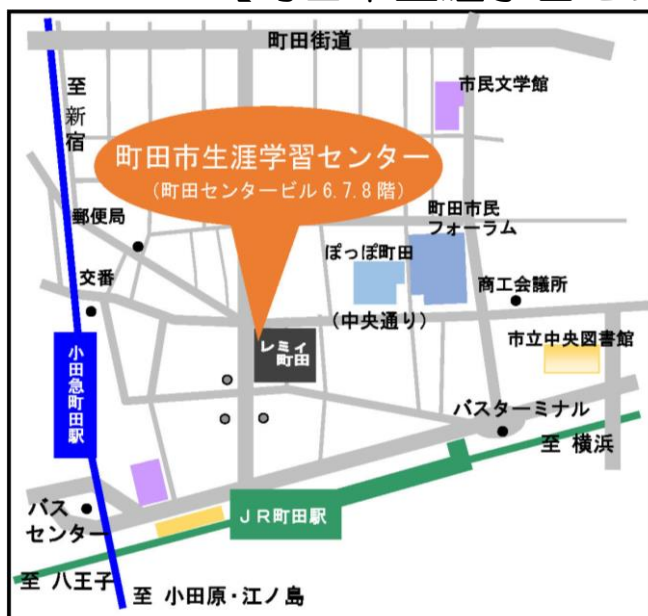 町田街道
至
新
宿
市民文学館
町田市生涯学習センター
(町田センタービル 6.7.8 階)
郵便局
町田市民
フォーラム
ぽっぽ町田
交番
商工会議所
(中央通り)
レミィ
町田
市立中央図書館
小田急町田駅
バスターミナル
至 横浜
バス
センター
JR町田駅
至 八王子
至 小田原・江ノ島